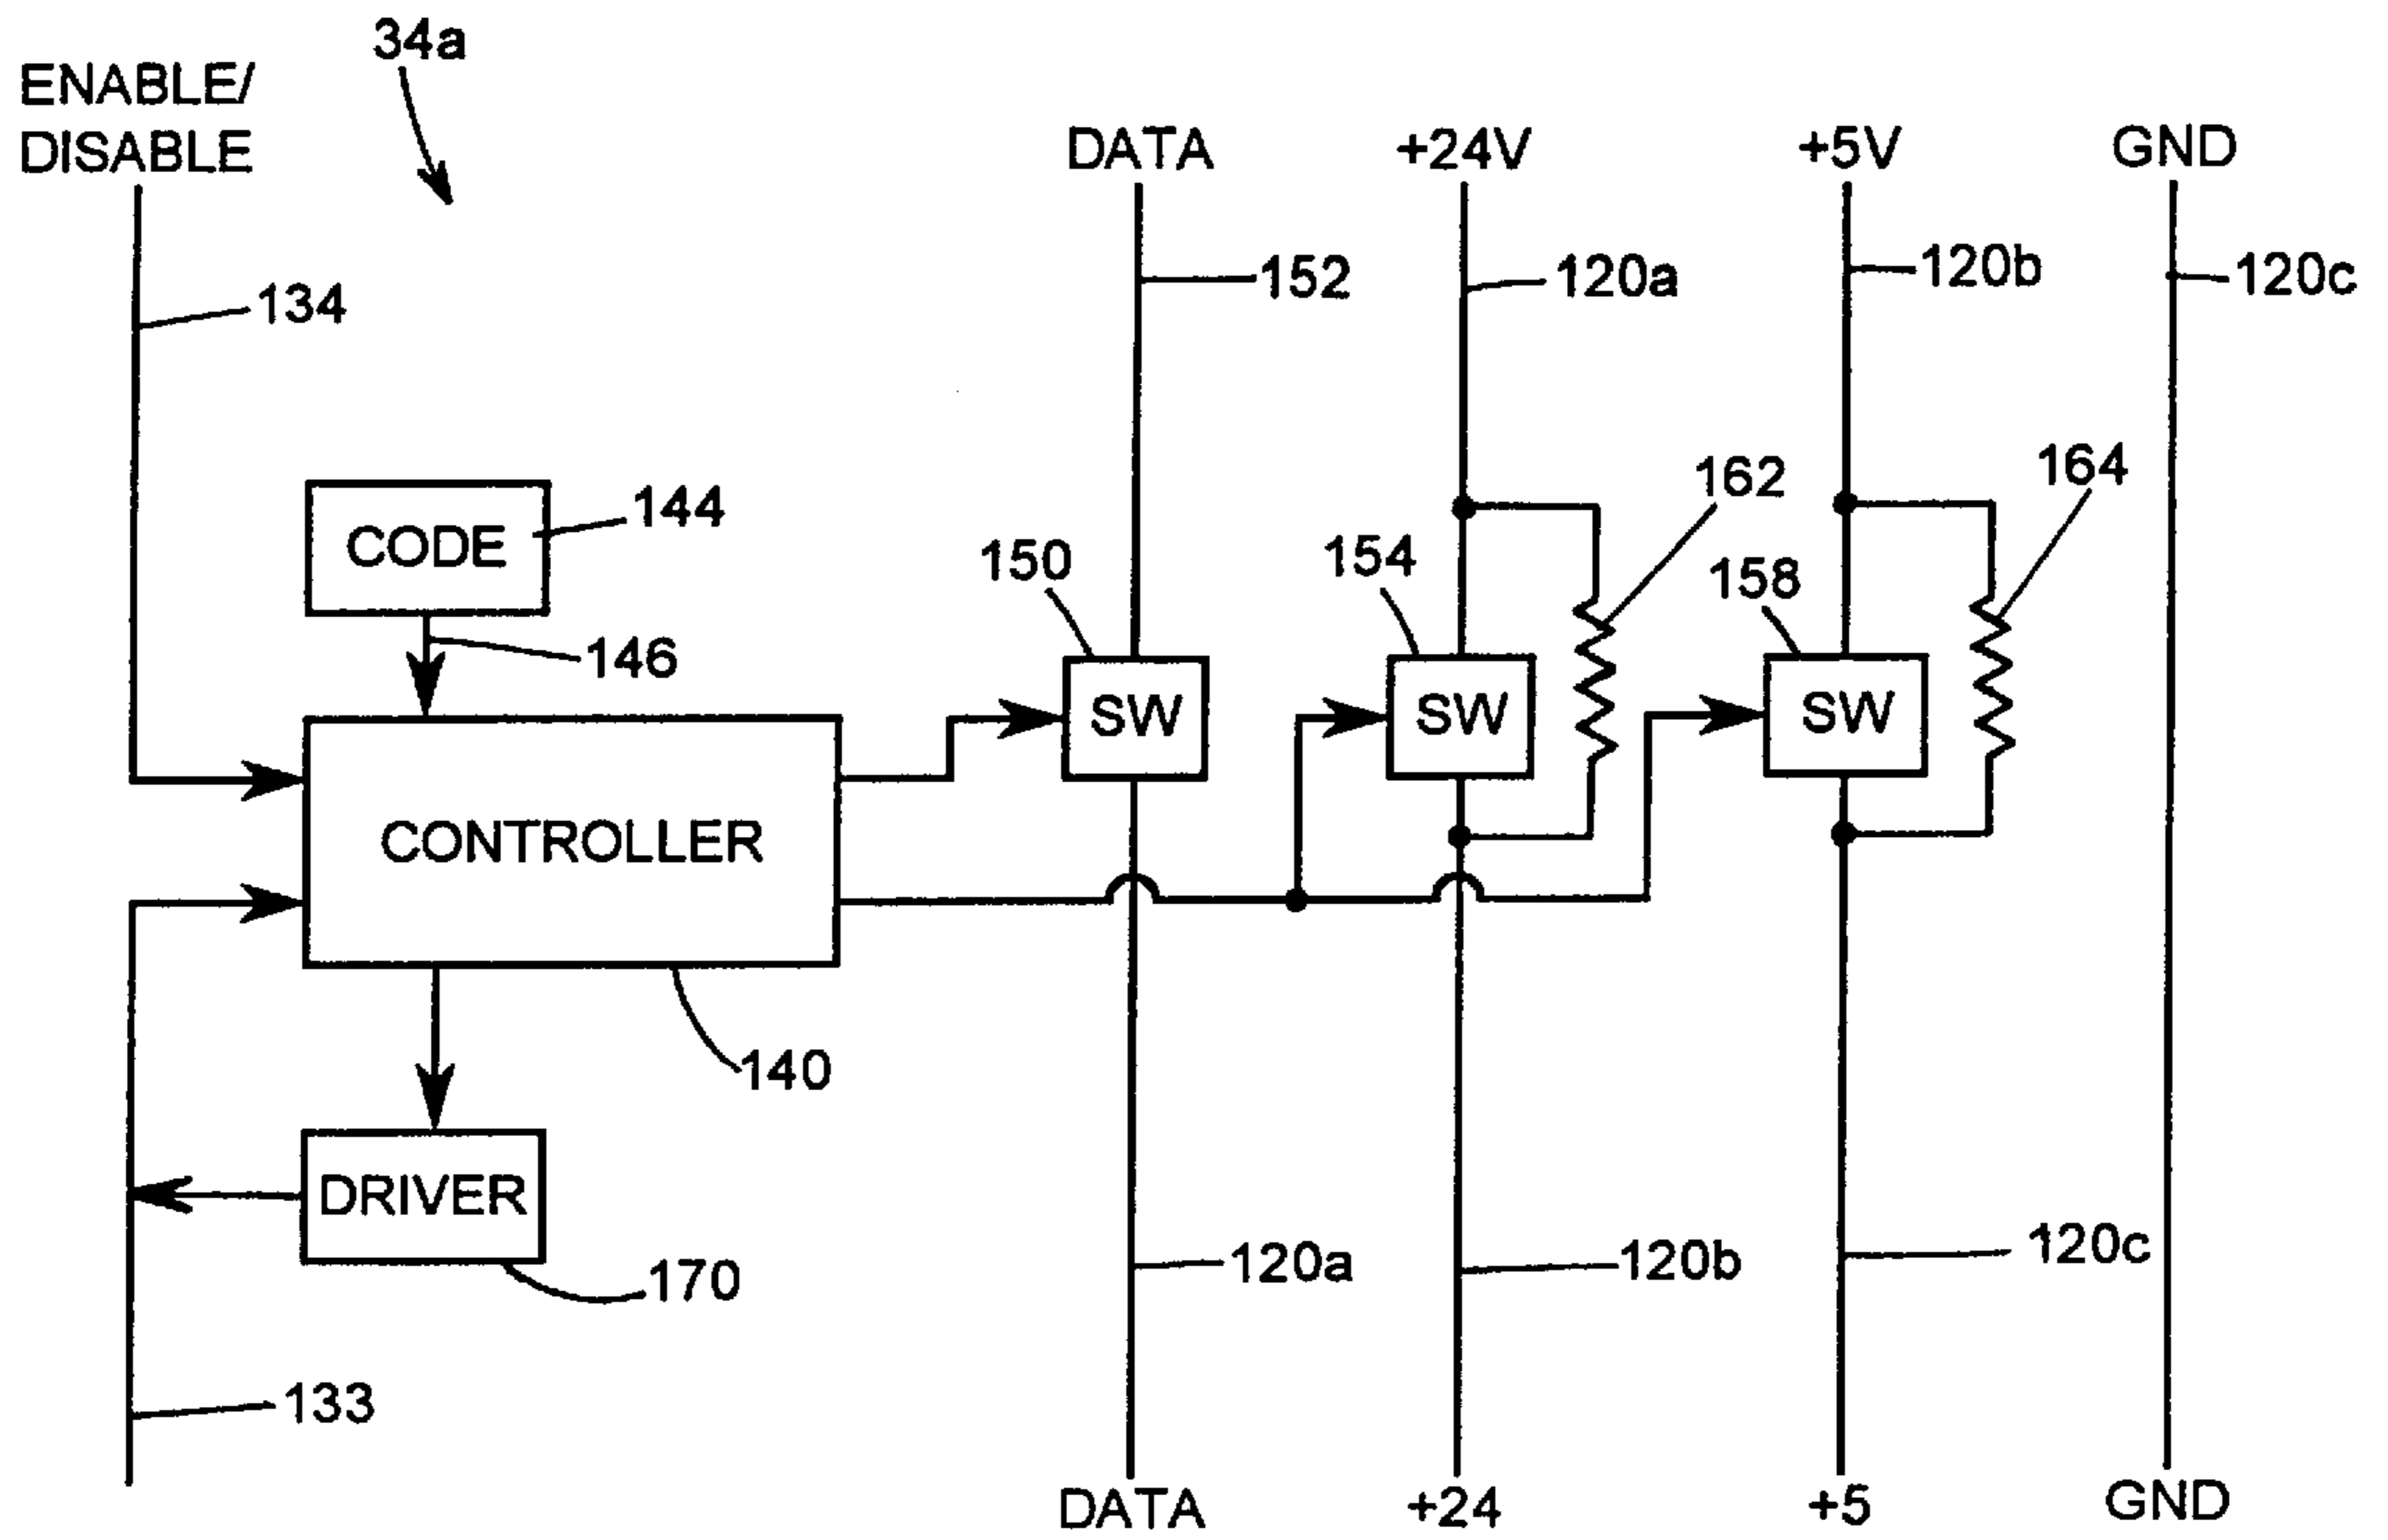 34a
ENABLE/
DISABLE
DATA
+24V
+5V
GND
152
120a
120b
120c
134
162
164
CODE
144
150
154
158
146
SW
SW
SW
CONTROLLER
140
DRIVER
170
120a
120b
120c
133
DATA
+24
+5
GND